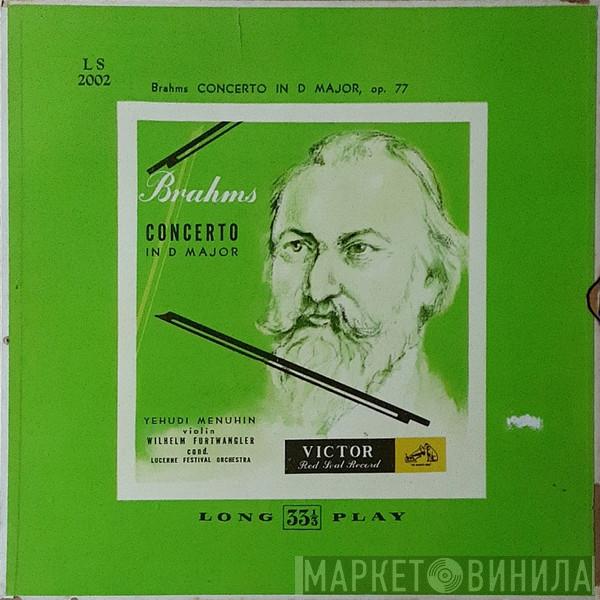 LS
2002
Brahms CONCERTO IN D MAJOR, op. 77
Brahms
CONCERTO
IN D MAJOR
YEHUDI MENUHIN
violin
WILHELM FURTWANGLER
cond.
LUCERNE FESTIVAL ORCHESTRA
VICTOR
Red Seal Record
LONG 33⅓ PLAY
МАРКЕТ ВИНИЛА